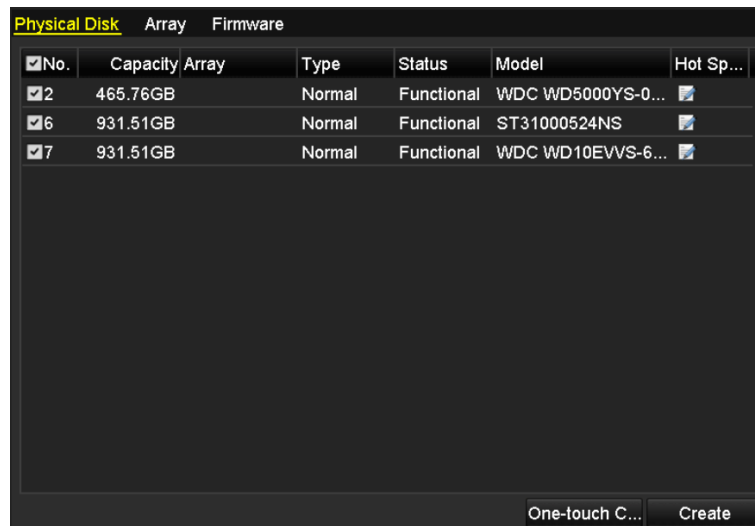 Physical Disk Array Firmware
No. Capacity Array Type Status Model Hot Sp...
2 465.76GB Normal Functional WDC WD5000YS-0...
6 931.51GB Normal Functional ST31000524NS
7 931.51GB Normal Functional WDC WD10EVVS-6...
One-touch C... Create